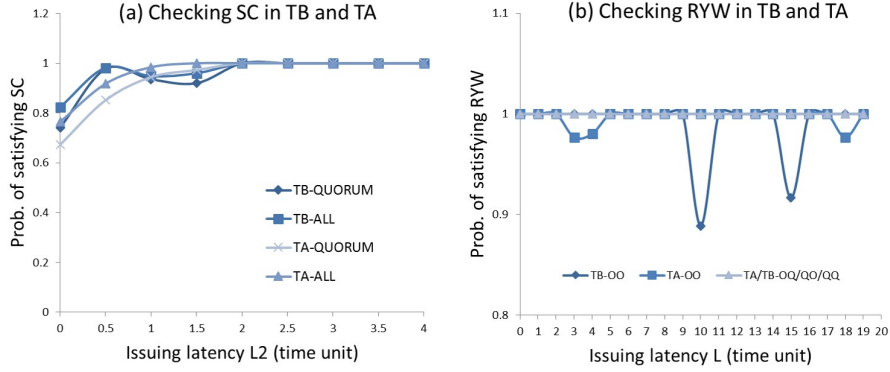 (a) Checking SC in TB and TA
Prob. of satisfying SC
1.2
1
0.8
0.6
0.4
0.2
0
TB-QUORUM
TB-ALL
TA-QUORUM
TA-ALL
0 0.5 1 1.5 2 2.5 3 3.5 4
Issuing latency L2 (time unit)
(b) Checking RYW in TB and TA
Prob. of satisfying RYW
1.1
1
0.9
0.8
TB-OO TA-OO TA/TB-OQ/QO/QQ
0 1 2 3 4 5 6 7 8 9 10 11 12 13 14 15 16 17 18 19 20
Issuing latency L (time unit)